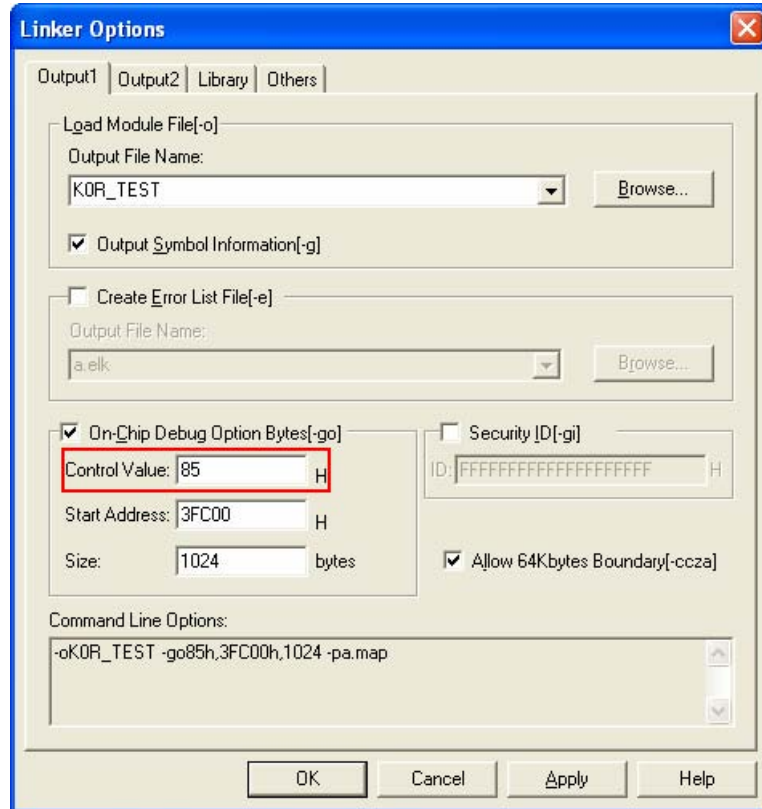 Linker Options
Output1 Output2 Library Others
Load Module File[-o]
Output File Name:
K0R_TEST Browse...
Output Symbol Information[-g]
Create Error List File[-e]
Output File Name:
a.elk Browse...
On-Chip Debug Option Bytes[-go] Security ID[-gi]
Control Value: 85 H ID: FFFFFFFFFFFFFFFFFFFF H
Start Address: 3FC00 H
Size: 1024 bytes Allow 64Kbytes Boundary[-ccza]
Command Line Options:
-oK0R_TEST -go85h,3FC00h,1024 -pa.map
OK Cancel Apply Help